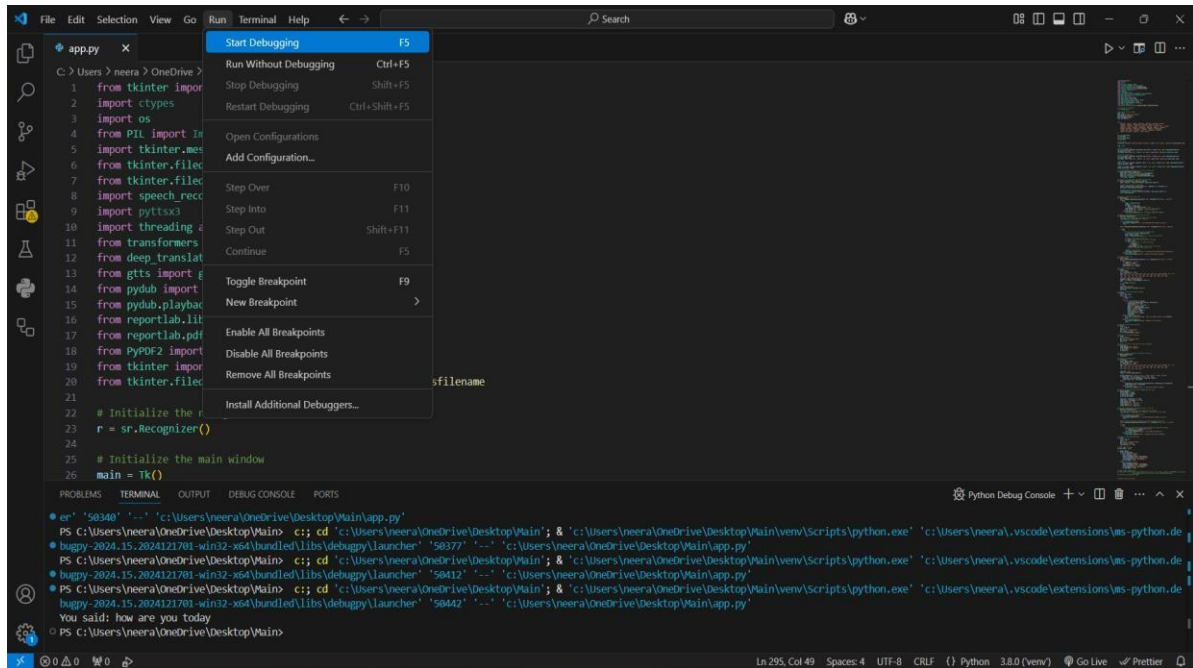 File Edit Selection View Go Run Terminal Help Search
app.py
C: > Users > neera > OneDrive >
1 from tkinter impor
2 import ctypes
3 import os
4 from PIL import Im
5 import tkinter.mes
6 from tkinter.filed
7 from tkinter.filed
8 import speech_reco
9 import pyttsx3
10 import threading a
11 from transformers
12 from deep_translat
13 from gtts import g
14 from pydub import
15 from pydub.playbac
16 from reportlab.lib
17 from reportlab.pdf
18 from PyPDF2 import
19 from tkinter impor
20 from tkinter.filed sfilename
21
22 # Initialize the r
23 r = sr.Recognizer()
24
25 # Initialize the main window
26 main = Tk()
Start Debugging F5
Run Without Debugging Ctrl+F5
Stop Debugging Shift+F5
Restart Debugging Ctrl+Shift+F5
Open Configurations
Add Configuration...
Step Over F10
Step Into F11
Step Out Shift+F11
Continue F5
Toggle Breakpoint F9
New Breakpoint >
Enable All Breakpoints
Disable All Breakpoints
Remove All Breakpoints
Install Additional Debuggers...
PROBLEMS TERMINAL OUTPUT DEBUG CONSOLE PORTS Python Debug Console
er' '50340' '--' 'c:\Users\neera\OneDrive\Desktop\Main\app.py'
PS C:\Users\neera\OneDrive\Desktop\Main> c:; cd 'c:\Users\neera\OneDrive\Desktop\Main'; & 'c:\Users\neera\OneDrive\Desktop\Main\venv\Scripts\python.exe' 'c:\Users\neera\.vscode\extensions\ms-python.de
bugpy-2024.15.2024121701-win32-x64\bundled\libs\debugpy\launcher' '50377' '--' 'c:\Users\neera\OneDrive\Desktop\Main\app.py'
PS C:\Users\neera\OneDrive\Desktop\Main> c:; cd 'c:\Users\neera\OneDrive\Desktop\Main'; & 'c:\Users\neera\OneDrive\Desktop\Main\venv\Scripts\python.exe' 'c:\Users\neera\.vscode\extensions\ms-python.de
bugpy-2024.15.2024121701-win32-x64\bundled\libs\debugpy\launcher' '50412' '--' 'c:\Users\neera\OneDrive\Desktop\Main\app.py'
PS C:\Users\neera\OneDrive\Desktop\Main> c:; cd 'c:\Users\neera\OneDrive\Desktop\Main'; & 'c:\Users\neera\OneDrive\Desktop\Main\venv\Scripts\python.exe' 'c:\Users\neera\.vscode\extensions\ms-python.de
bugpy-2024.15.2024121701-win32-x64\bundled\libs\debugpy\launcher' '50442' '--' 'c:\Users\neera\OneDrive\Desktop\Main\app.py'
You said: how are you today
PS C:\Users\neera\OneDrive\Desktop\Main>
0 0 0 Ln 295, Col 49 Spaces: 4 UTF-8 CRLF {} Python 3.8.0 ('venv') Go Live Prettier